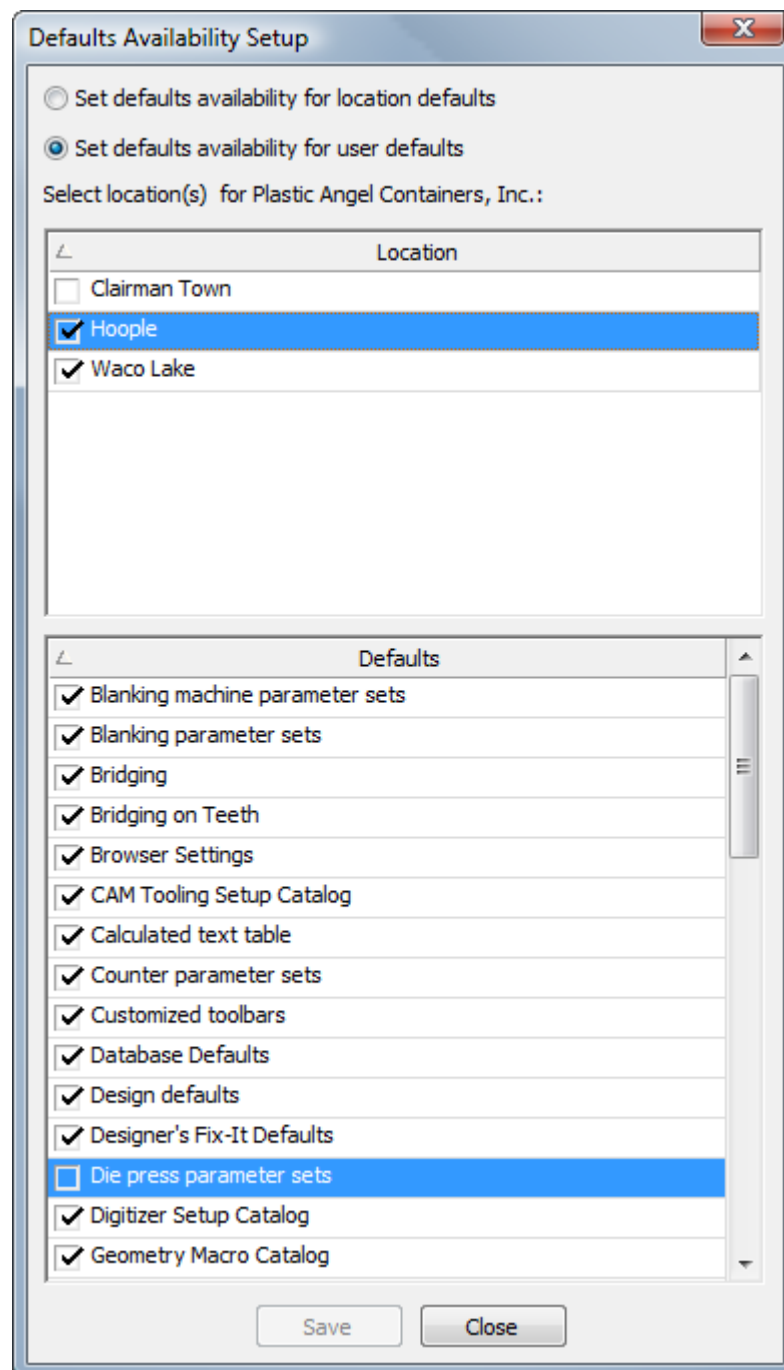 Defaults Availability Setup
Set defaults availability for location defaults
Set defaults availability for user defaults
Select location(s)  for Plastic Angel Containers, Inc.:
Location
Clairman Town
Hoople
Waco Lake
Defaults
Blanking machine parameter sets
Blanking parameter sets
Bridging
Bridging on Teeth
Browser Settings
CAM Tooling Setup Catalog
Calculated text table
Counter parameter sets
Customized toolbars
Database Defaults
Design defaults
Designer's Fix-It Defaults
Die press parameter sets
Digitizer Setup Catalog
Geometry Macro Catalog
Save Close